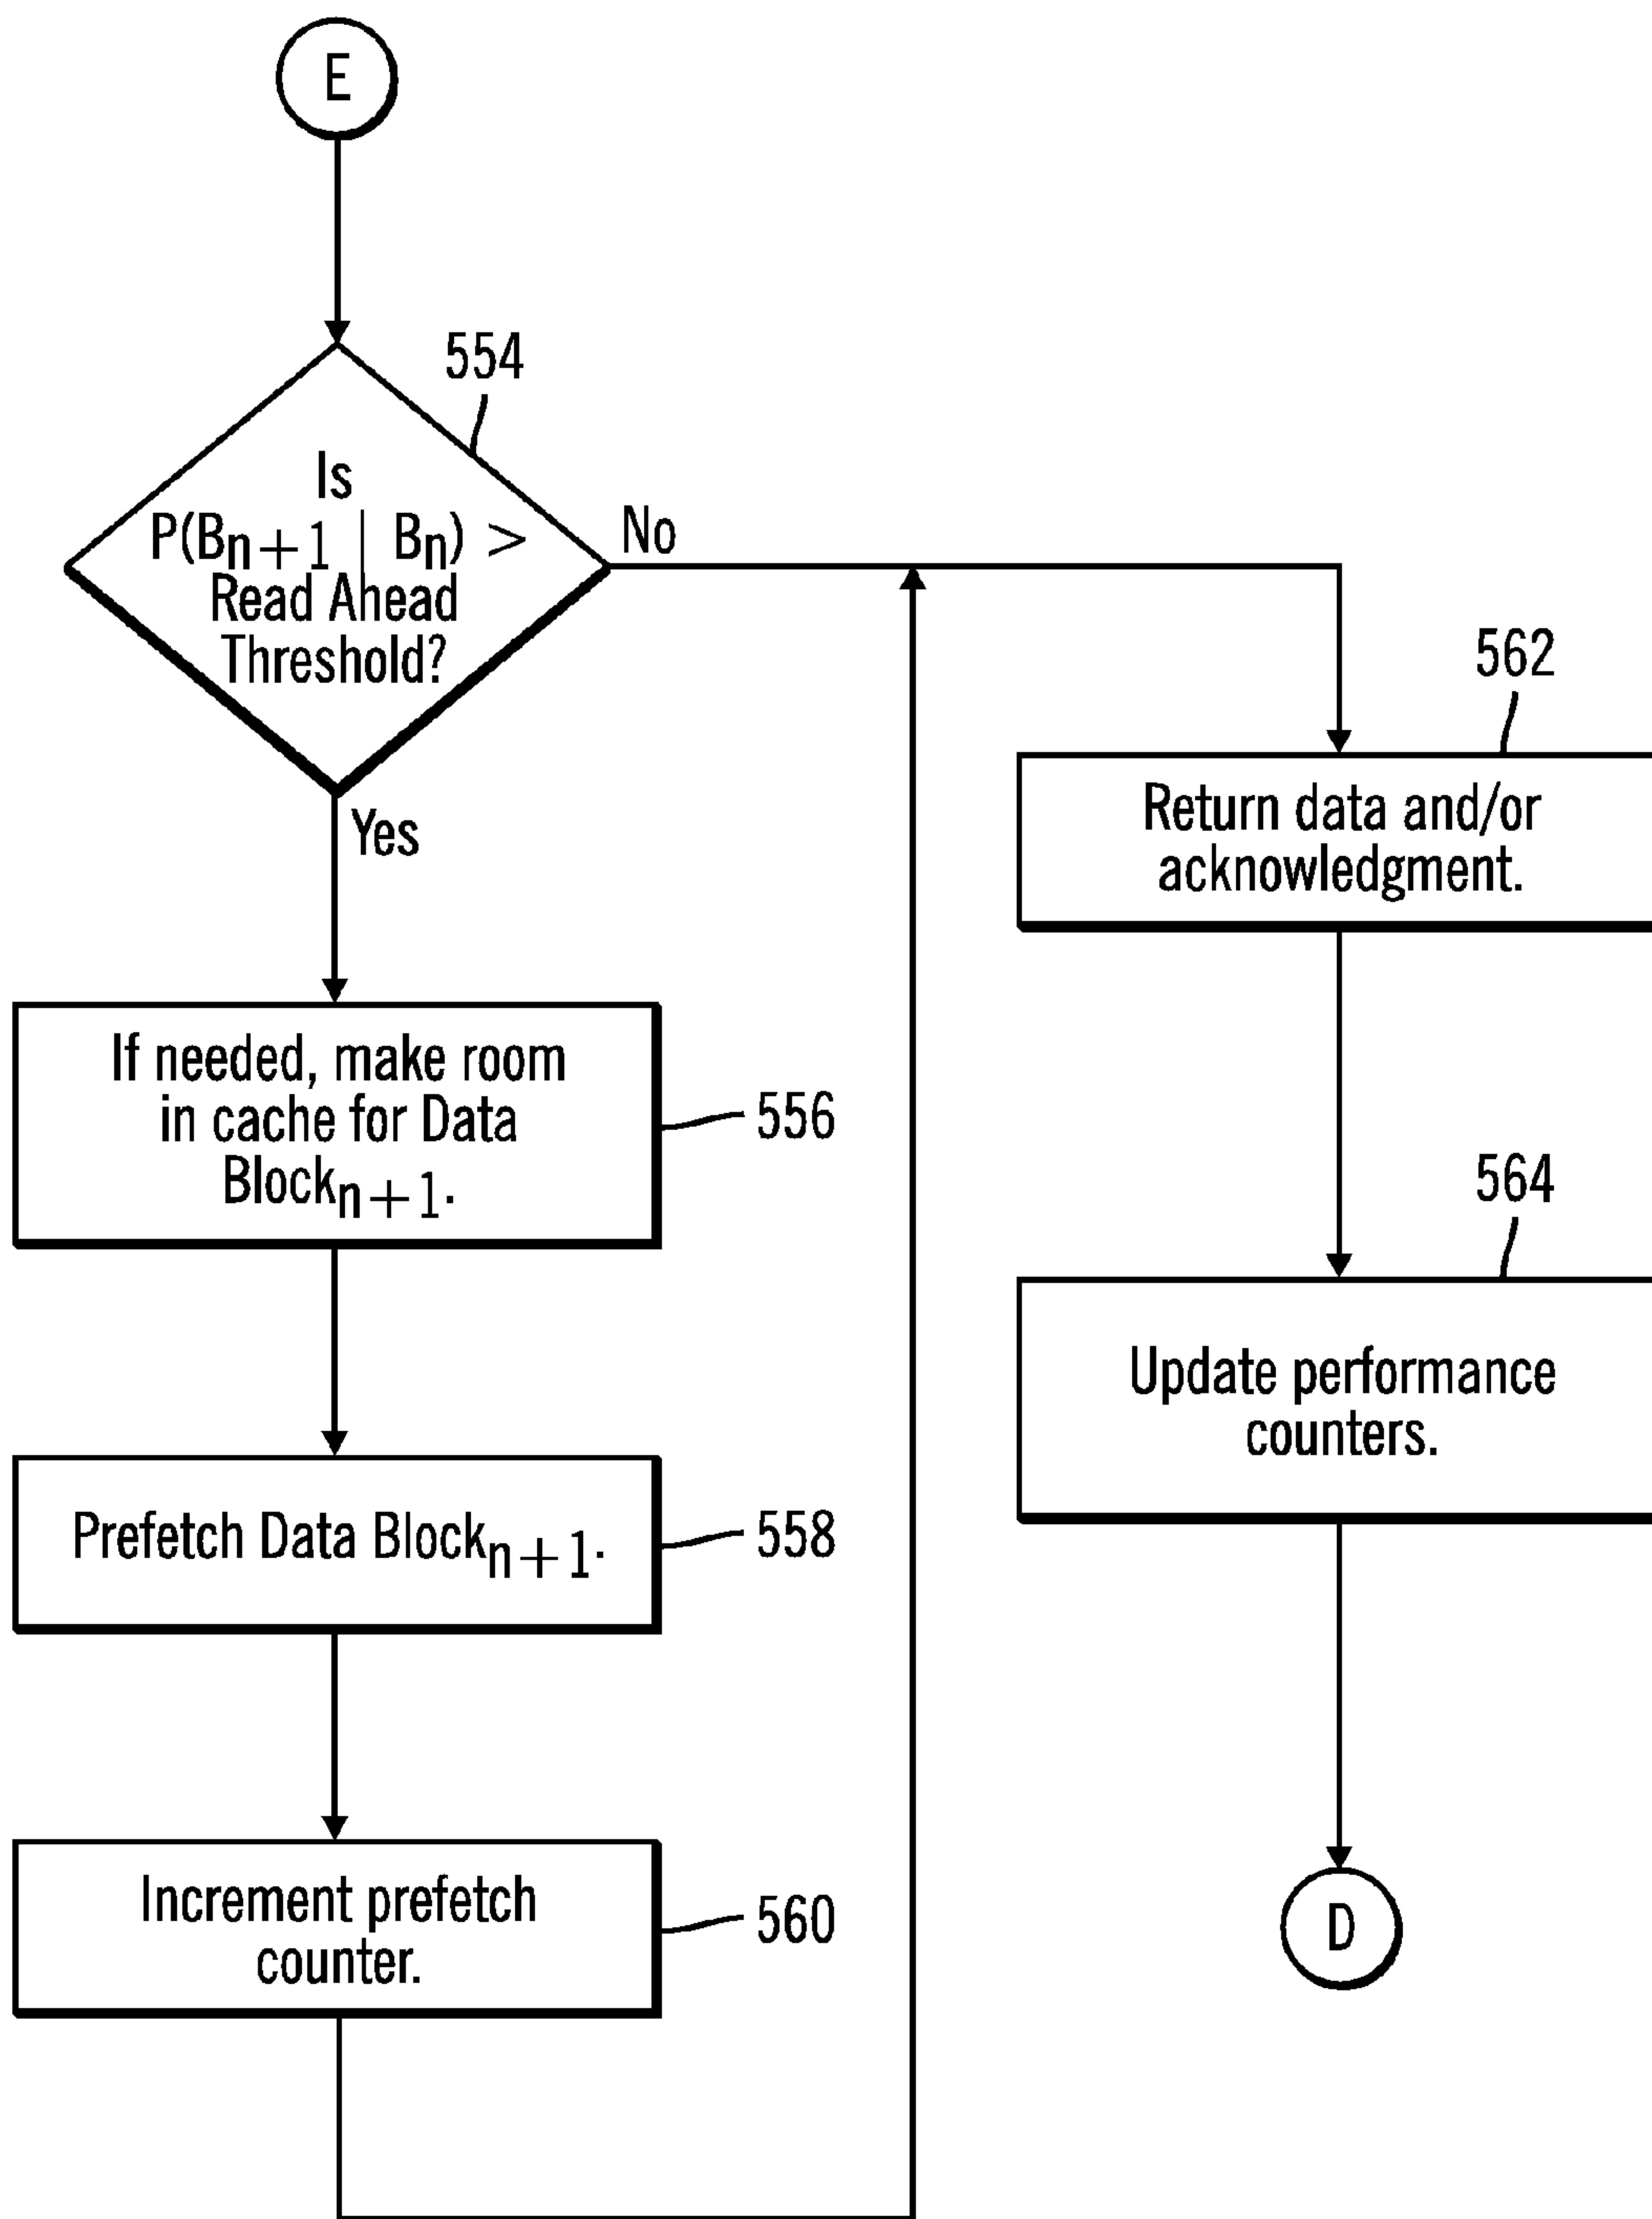 E
554
Is
P(Bn+1 | Bn) >
Read Ahead
Threshold?
No
Yes
If needed, make room
in cache for Data
Blockn+1.
556
Prefetch Data Blockn+1.
558
Increment prefetch
counter.
560
562
Return data and/or
acknowledgment.
564
Update performance
counters.
D